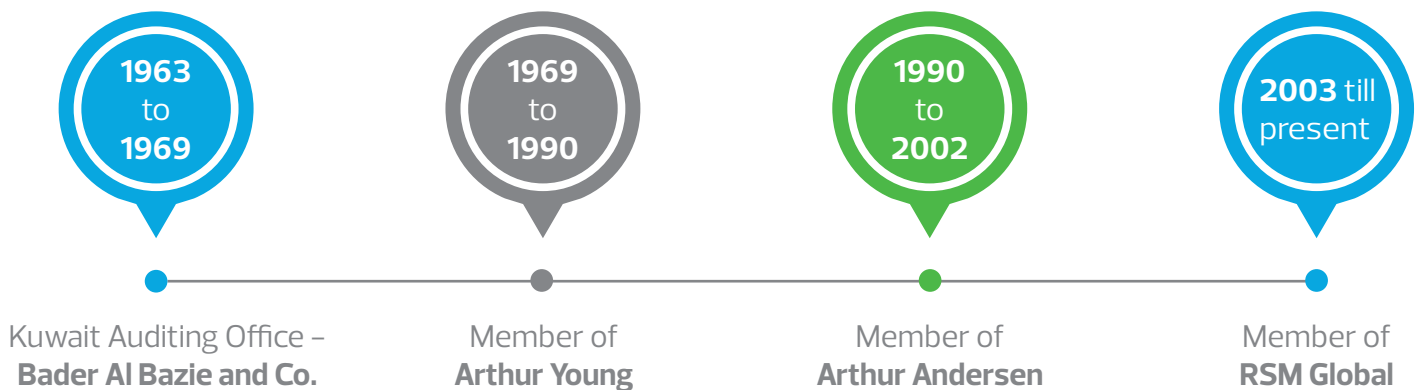 1963
to
1969
1969
to
1990
1990
to
2002
2003 till
present
Kuwait Auditing Office –
Bader Al Bazie and Co.
Member of
Arthur Young
Member of
Arthur Andersen
Member of
RSM Global